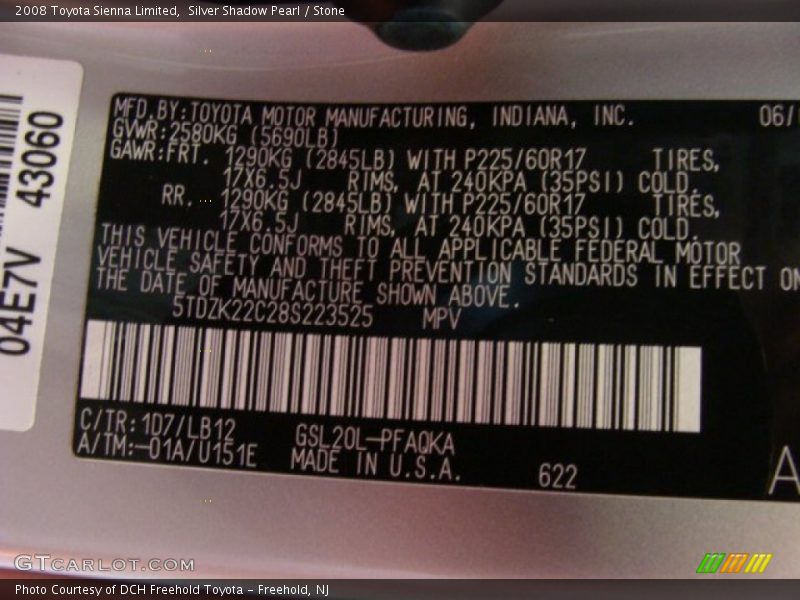 2008 Toyota Sienna Limited,  Silver Shadow Pearl / Stone
04E7V 43060
MFD.BY:TOYOTA MOTOR MANUFACTURING, INDIANA, INC. 06/
GVWR:2580KG (5690LB)
GAWR:FRT. 1290KG (2845LB) WITH P225/60R17 TIRES,
17X6.5J RIMS, AT 240KPA (35PSI) COLD.
RR. 1290KG (2845LB) WITH P225/60R17 TIRES,
17X6.5J RIMS, AT 240KPA (35PSI) COLD.
THIS VEHICLE CONFORMS TO ALL APPLICABLE FEDERAL MOTOR
VEHICLE SAFETY AND THEFT PREVENTION STANDARDS IN EFFECT ON
THE DATE OF MANUFACTURE SHOWN ABOVE.
5TDZK22C28S223525 MPV
C/TR:1D7/LB12 GSL20L-PFAQKA
A/TM:-01A/U151E MADE IN U.S.A. 622 A
GTCARLOT.COM
Photo Courtesy of DCH Freehold Toyota - Freehold, NJ